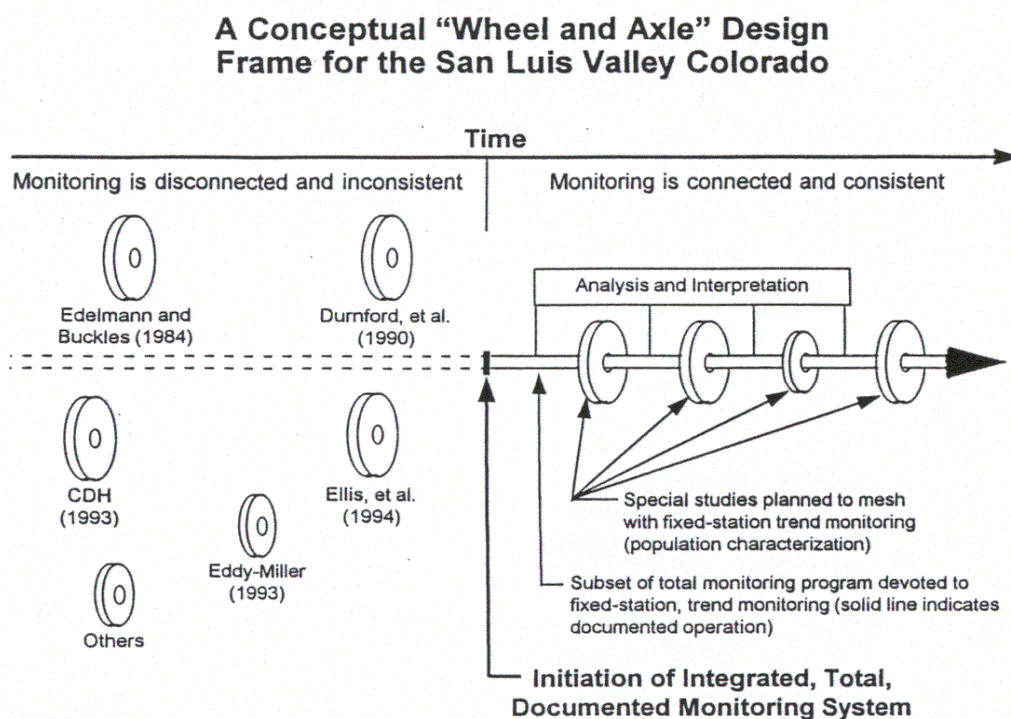 A Conceptual “Wheel and Axle” Design
Frame for the San Luis Valley Colorado
Time
Monitoring is disconnected and inconsistent
Monitoring is connected and consistent
Edelmann and
Buckles (1984)
Durnford, et al.
(1990)
Analysis and Interpretation
CDH
(1993)
Ellis, et al.
(1994)
Eddy-Miller
(1993)
Others
Special studies planned to mesh
with fixed-station trend monitoring
(population characterization)
Subset of total monitoring program devoted to
fixed-station, trend monitoring (solid line indicates
documented operation)
Initiation of Integrated, Total,
Documented Monitoring System